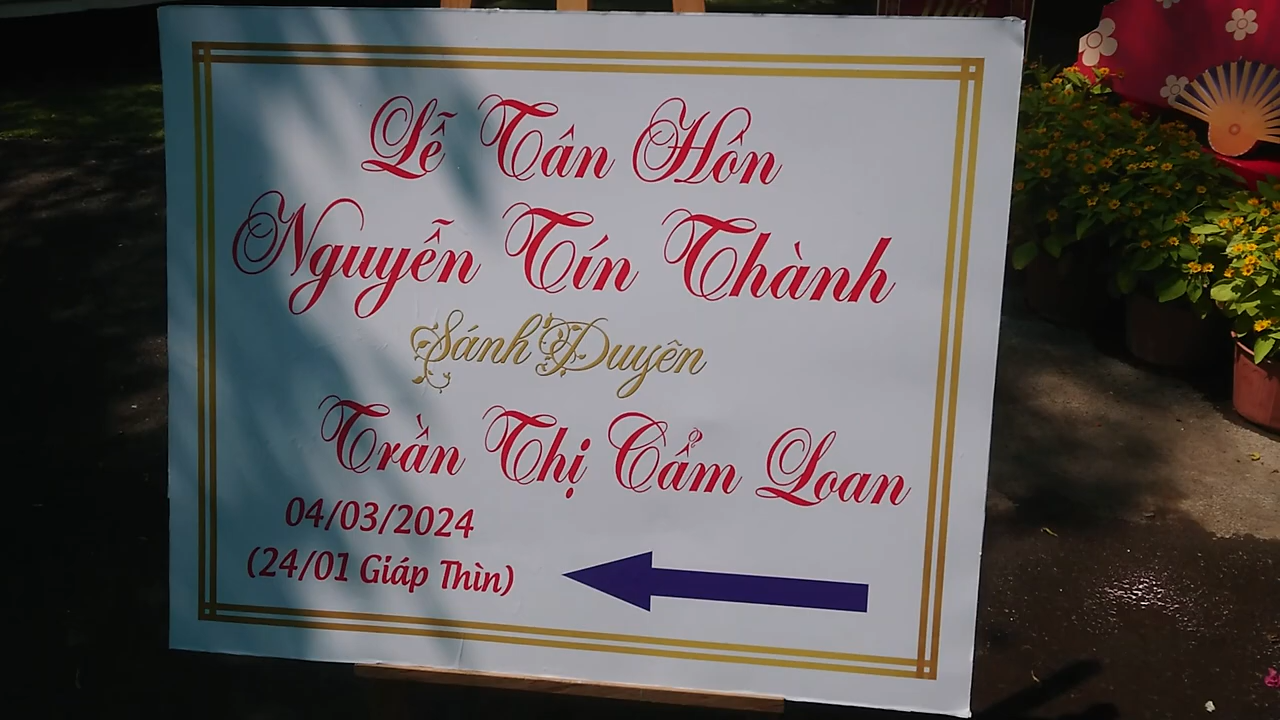 Lễ Tân Hôn
Nguyễn Tín Thành
Sánh Duyên
Trần Thị Cẩm Loan
04/03/2024
(24/01 Giáp Thìn)